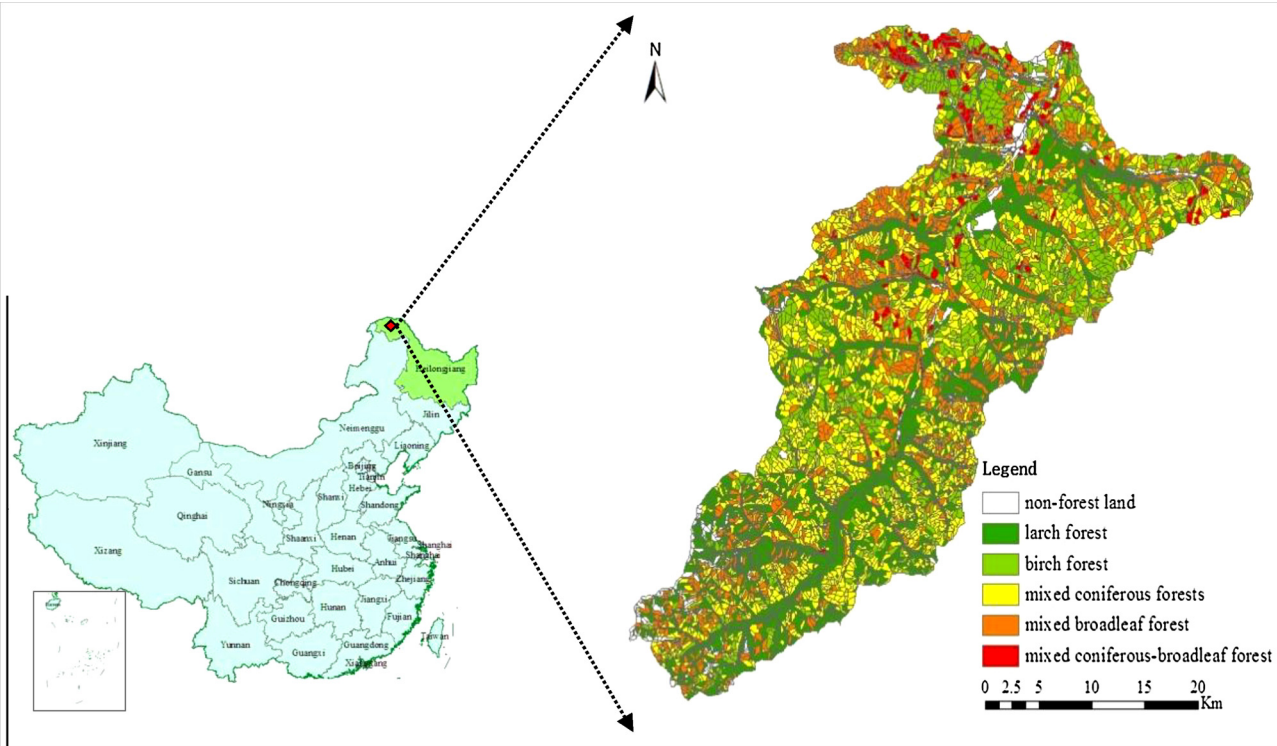 N
Heilongjiang
Jilin
Neimenggu
Liaoning
Xinjiang
Beijing
Gansu
Tianjin
Hebei
Shanxi
Ningxia
Shandong
Qinghai
Shaanxi
Henan
Jiangsu
Shanghai
Shanghai
Xizang
Anhui
Hubei
Sichuan
Chongqing
Zhejiang
Hunan
Jiangxi
Guizhou
Fujian
Taiwan
Yunnan
Guangxi
Guangdong
Legend
non-forest land
larch forest
birch forest
mixed coniferous forests
mixed broadleaf forest
mixed coniferous-broadleaf forest
0 2.5 5 10 15 20
Km